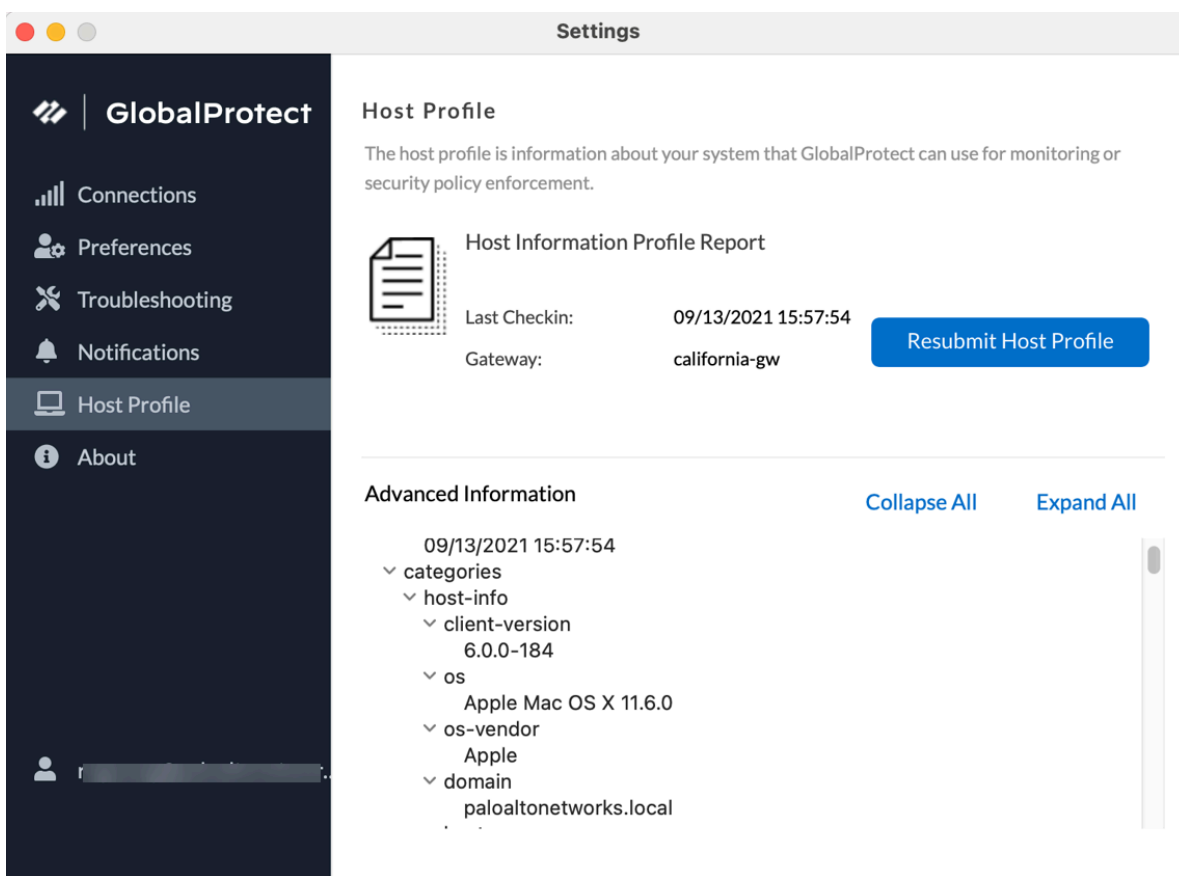 Settings
GlobalProtect
Connections
Preferences
Troubleshooting
Notifications
Host Profile
About
Host Profile
The host profile is information about your system that GlobalProtect can use for monitoring or
security policy enforcement.
Host Information Profile Report
Last Checkin: 09/13/2021 15:57:54
Gateway: california-gw
Resubmit Host Profile
Advanced Information
Collapse All Expand All
09/13/2021 15:57:54
categories
host-info
client-version
6.0.0-184
os
Apple Mac OS X 11.6.0
os-vendor
Apple
domain
paloaltonetworks.local